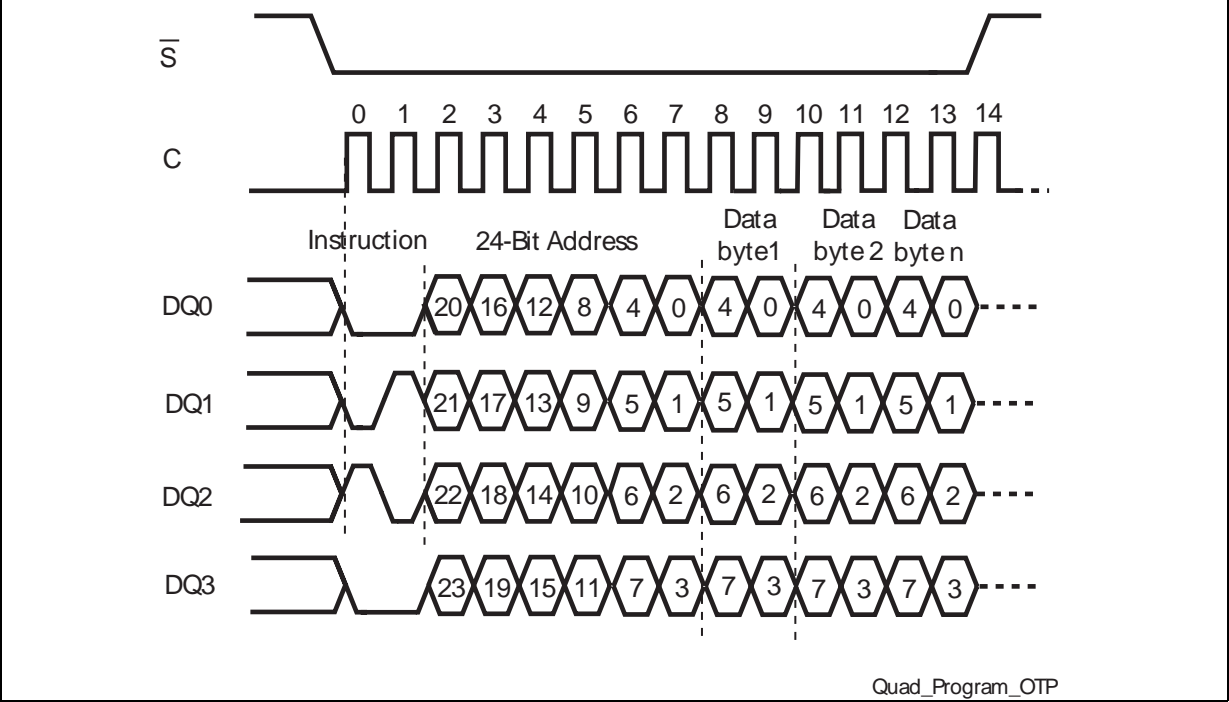 S
0 1 2 3 4 5 6 7 8 9 10 11 12 13 14
C
Instruction 24-Bit Address Data byte1 Data byte 2 Data byte n
DQ0 20 16 12 8 4 0 4 0 4 0 4 0
DQ1 21 17 13 9 5 1 5 1 5 1 5 1
DQ2 22 18 14 10 6 2 6 2 6 2 6 2
DQ3 23 19 15 11 7 3 7 3 7 3 7 3
Quad_Program_OTP